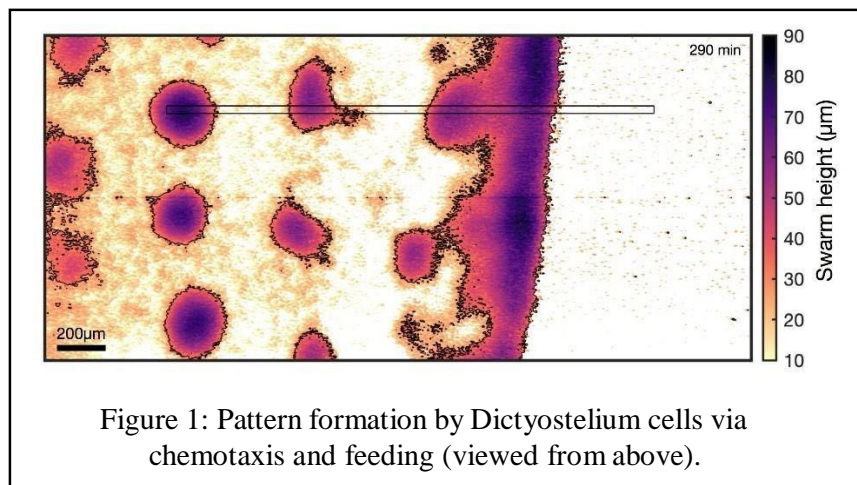 290 min
200µm
90
80
70
60
50
40
30
20
10
Swarm height (µm)
Figure 1: Pattern formation by Dictyostelium cells via
chemotaxis and feeding (viewed from above).